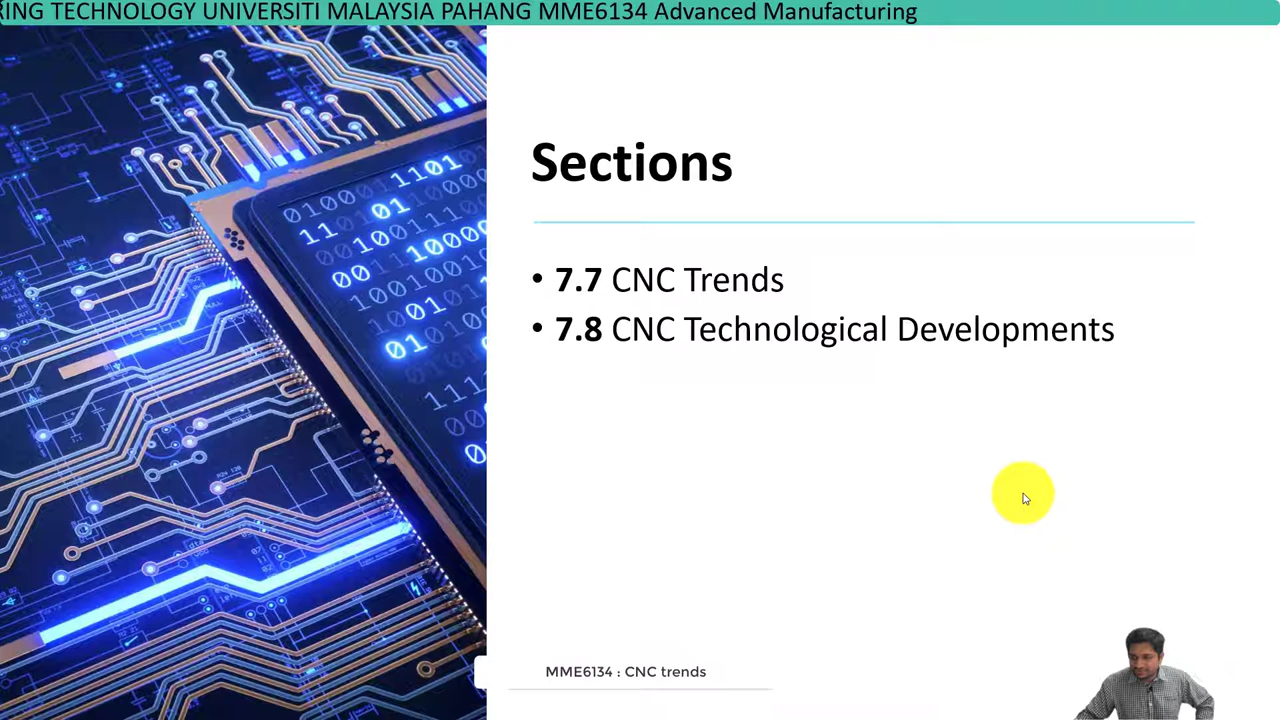 RING TECHNOLOGY UNIVERSITI MALAYSIA PAHANG MME6134 Advanced Manufacturing
Sections
• 7.7 CNC Trends
• 7.8 CNC Technological Developments
MME6134 : CNC trends